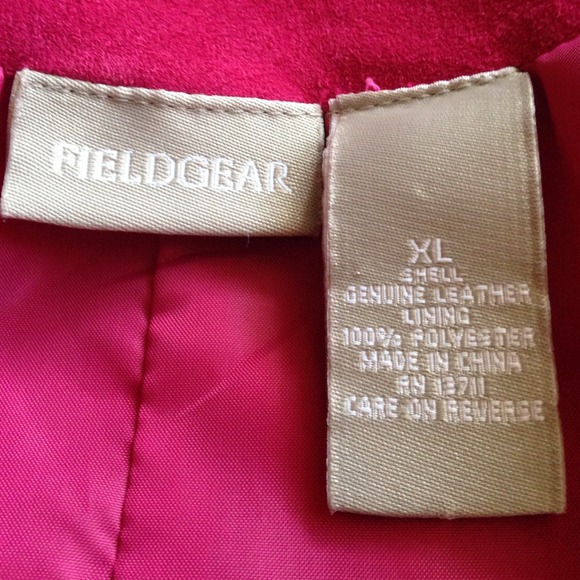 FIELDGEAR
XL
SHELL
GENUINE LEATHER
LINING
100% POLYESTER
MADE IN CHINA
RN 13711
CARE ON REVERSE